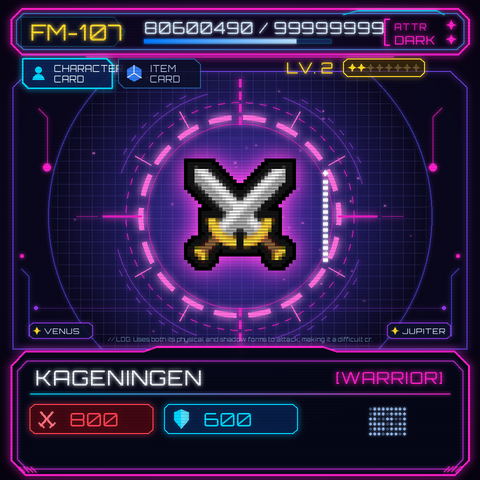 FM-107
80600490 / 99999999
ATTR
DARK
CHARACTER
CARD
ITEM
CARD
LV. 2
VENUS
JUPITER
// LOG: Uses both its physical and shadow forms to attack, making it a difficult cr.
KAGENINGEN
[WARRIOR]
800
600